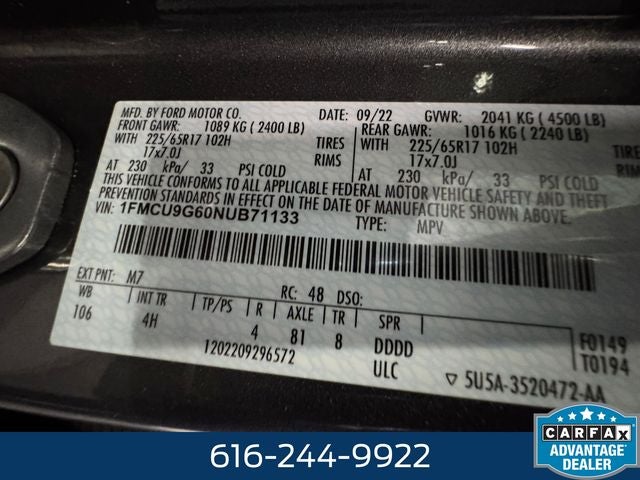 MFD. BY FORD MOTOR CO. DATE: 09/22 GVWR: 2041 KG ( 4500 LB)
FRONT GAWR: 1089 KG ( 2400 LB) REAR GAWR: 1016 KG ( 2240 LB)
WITH 225/65R17 102H TIRES WITH 225/65R17 102H TIRES
17x7.0J RIMS 17x7.0J RIMS
AT 230 kPa/ 33 PSI COLD AT 230 kPa/ 33 PSI COLD
THIS VEHICLE CONFORMS TO ALL APPLICABLE FEDERAL MOTOR VEHICLE SAFETY AND THEFT
PREVENTION STANDARDS IN EFFECT ON THE DATE OF MANUFACTURE SHOWN ABOVE.
VIN: 1FMCU9G60NUB71133 TYPE: MPV
EXT PNT: M7 RC: 48 DSO:
WB INT TR TP/PS R AXLE TR SPR
106 4H 4 81 8 DDDD F0149
1202209296572 ULC T0194
▽ 5U5A-3520472-AA
616-244-9922
CARFAX
ADVANTAGE
DEALER